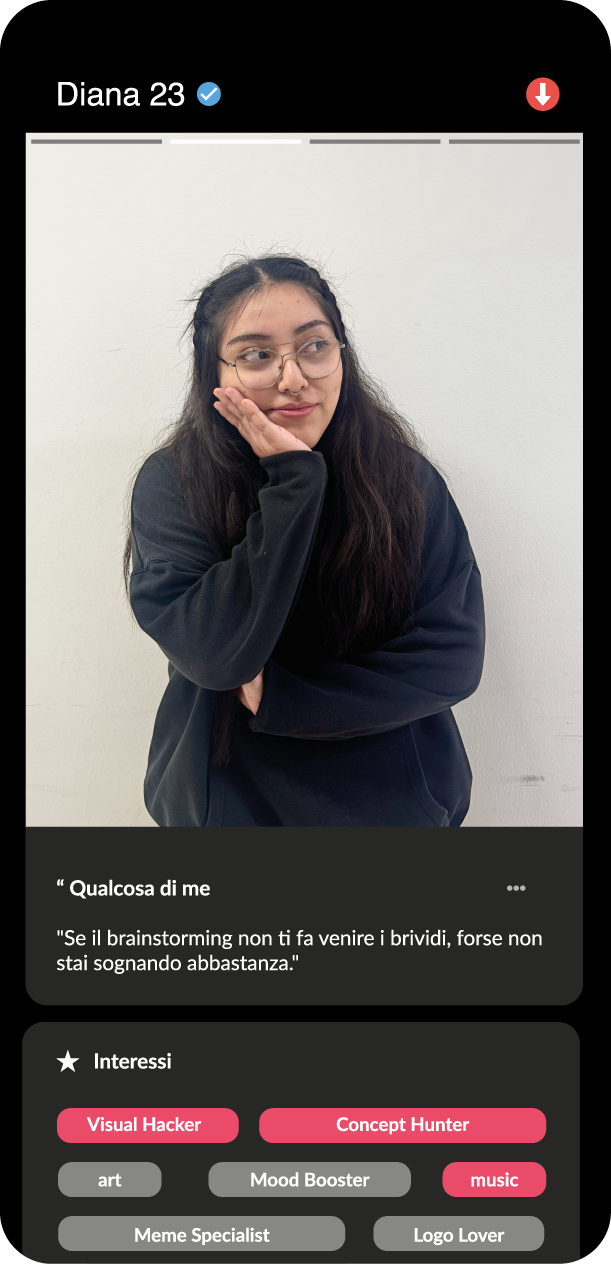 Diana 23
“ Qualcosa di me
"Se il brainstorming non ti fa venire i brividi, forse non
stai sognando abbastanza."
Interessi
Visual Hacker
Concept Hunter
art
Mood Booster
music
Meme Specialist
Logo Lover